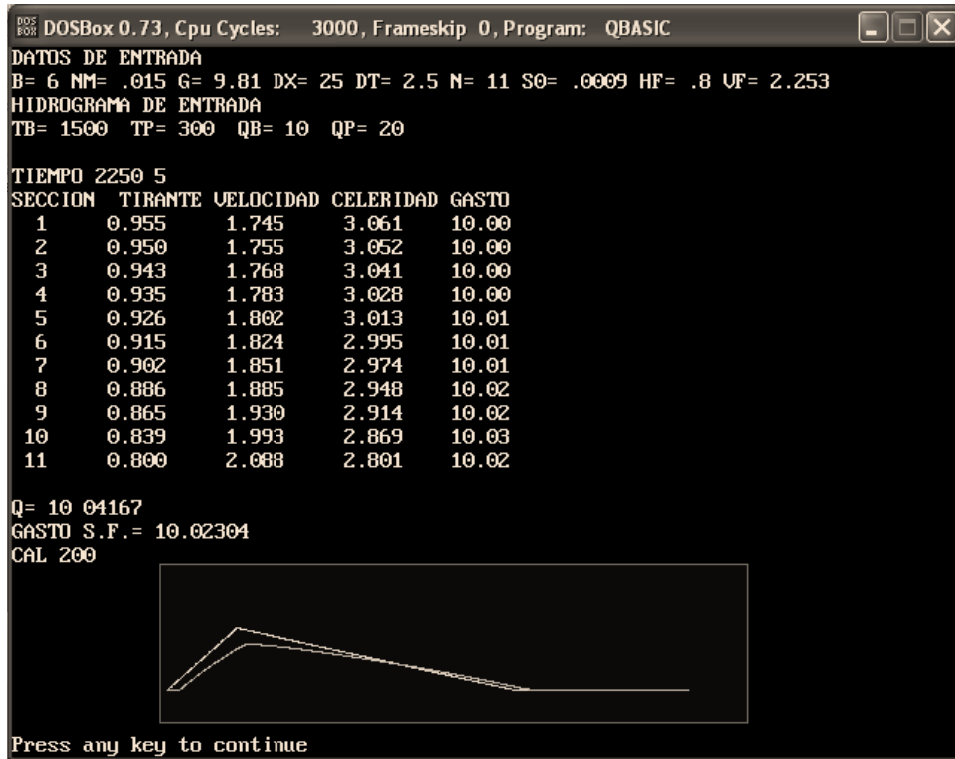 DOSBox 0.73, Cpu Cycles: 3000, Frameskip 0, Program: QBASIC
DATOS DE ENTRADA
B= 6 NM= .015 G= 9.81 DX= 25 DT= 2.5 N= 11 S0= .0009 HF= .8 VF= 2.253
HIDROGRAMA DE ENTRADA
TB= 1500 TP= 300 QB= 10 QP= 20
TIEMPO 2250 5
SECCION TIRANTE VELOCIDAD CELERIDAD GASTO
1 0.955 1.745 3.061 10.00
2 0.950 1.755 3.052 10.00
3 0.943 1.768 3.041 10.00
4 0.935 1.783 3.028 10.00
5 0.926 1.802 3.013 10.01
6 0.915 1.824 2.995 10.01
7 0.902 1.851 2.974 10.01
8 0.886 1.885 2.948 10.02
9 0.865 1.930 2.914 10.02
10 0.839 1.993 2.869 10.03
11 0.800 2.088 2.801 10.02
Q= 10 04167
GASTO S.F.= 10.02304
CAL 200
Press any key to continue